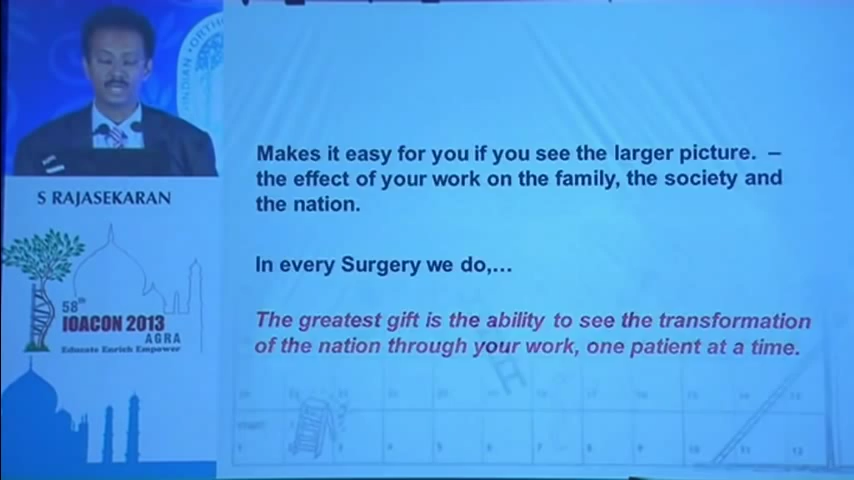 INDIAN ORTHO
S RAJASEKARAN
58th
IOACON 2013
AGRA
Educate Enrich Empower
Makes it easy for you if you see the larger picture. –
the effect of your work on the family, the society and
the nation.
In every Surgery we do,...
The greatest gift is the ability to see the transformation
of the nation through your work, one patient at a time.